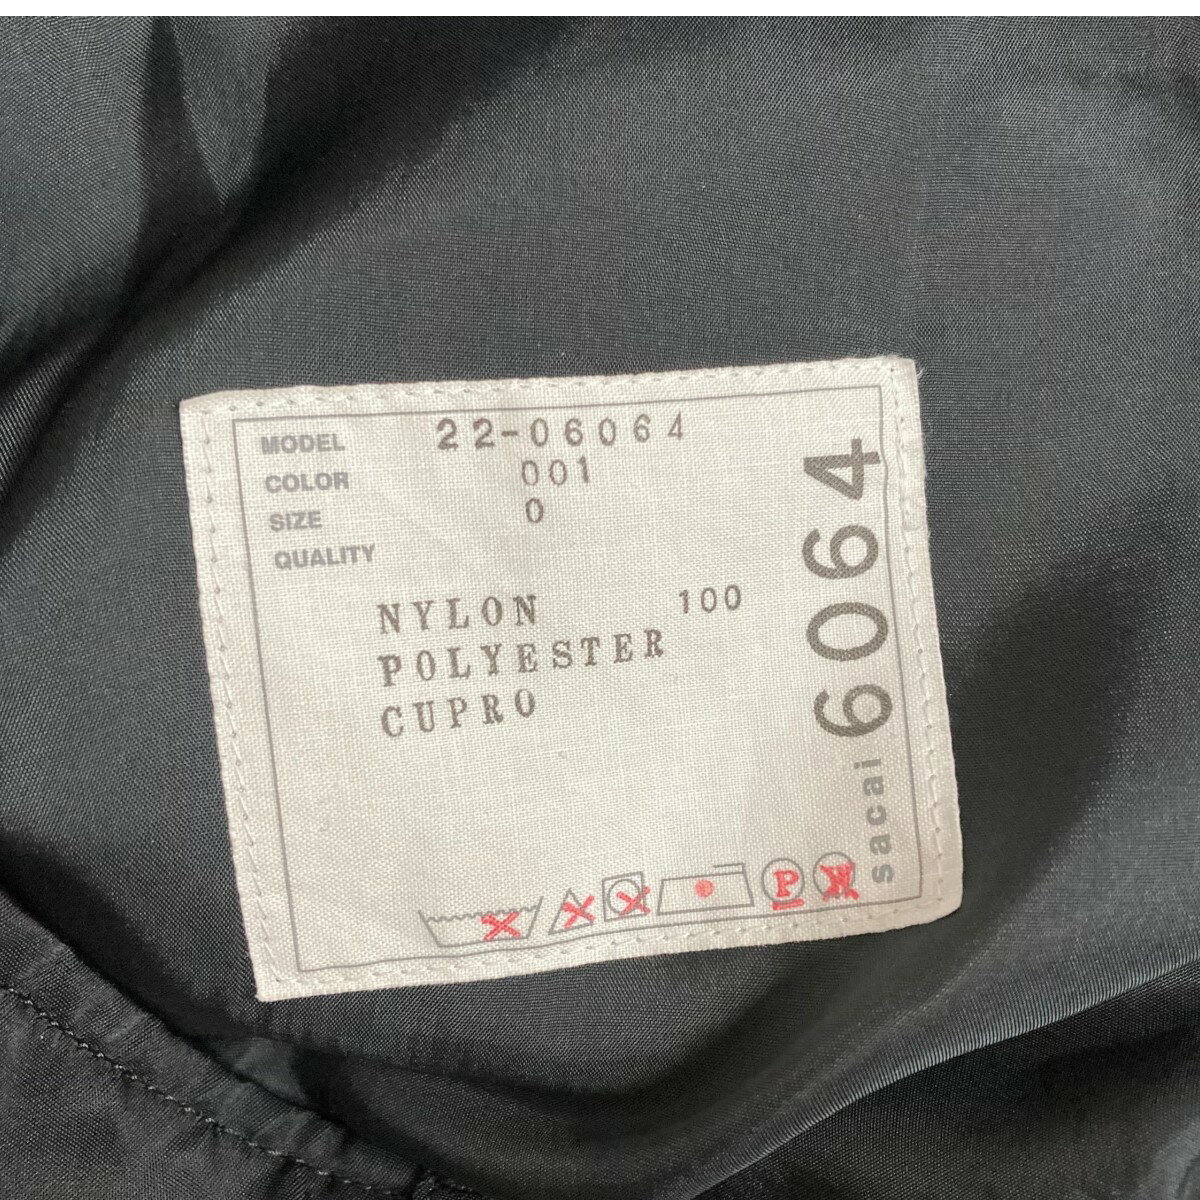 MODEL 22-06064
COLOR 001
SIZE 0
QUALITY
NYLON 100
POLYESTER
CUPRO
sacai 6064
P